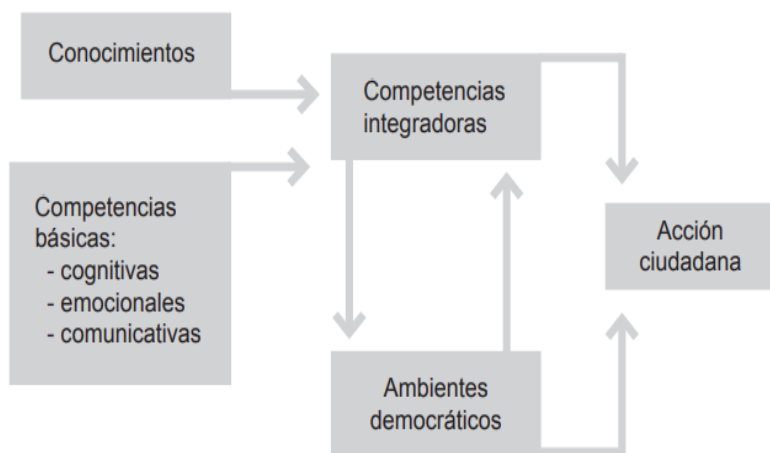 Conocimientos
Competencias
integradoras
Competencias
básicas:
- cognitivas
- emocionales
- comunicativas
Acción
ciudadana
Ambientes
democráticos